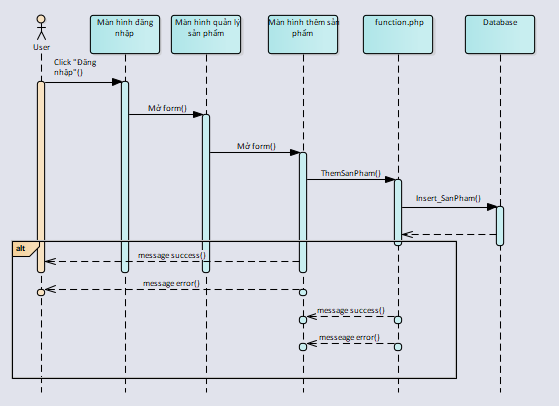 User
Màn hình đăng
nhập
Màn hình quản lý
sản phẩm
Màn hình thêm sản
phẩm
function.php
Database
Click "Đăng
nhập"()
Mở form()
Mở form()
ThemSanPham()
Insert_SanPham()
alt
message success()
message error()
message success()
messeage error()